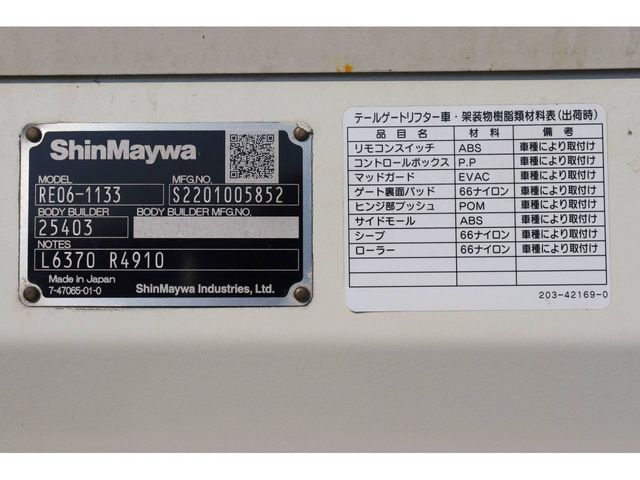 ShinMaywa
MODEL MFG.NO.
RE06-1133 S2201005852
BODY BUILDER BODY BUILDER MFG.NO.
25403
NOTES
L6370 R4910
Made in Japan
7-47065-01-0 ShinMaywa Industries, Ltd.
テールゲートリフター車・架装物樹脂類材料表(出荷時)
品名 材料 備考
リモコンスイッチ ABS 車種により取付け
コントロールボックス P.P 車種により取付け
マッドガード EVAC 車種により取付け
ゲート裏面パッド 66ナイロン 車種により取付け
ヒンジ部ブッシュ POM 車種により取付け
サイドモール ABS 車種により取付け
シーブ 66ナイロン 車種により取付け
ローラー 66ナイロン 車種により取付け
203-42169-0